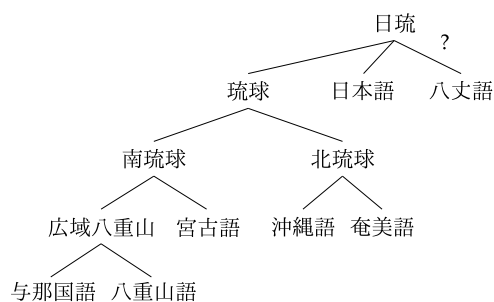 日琉
?
琉球 日本語 八丈語
南琉球 北琉球
広域八重山 宮古語 沖縄語 奄美語
与那国語 八重山語